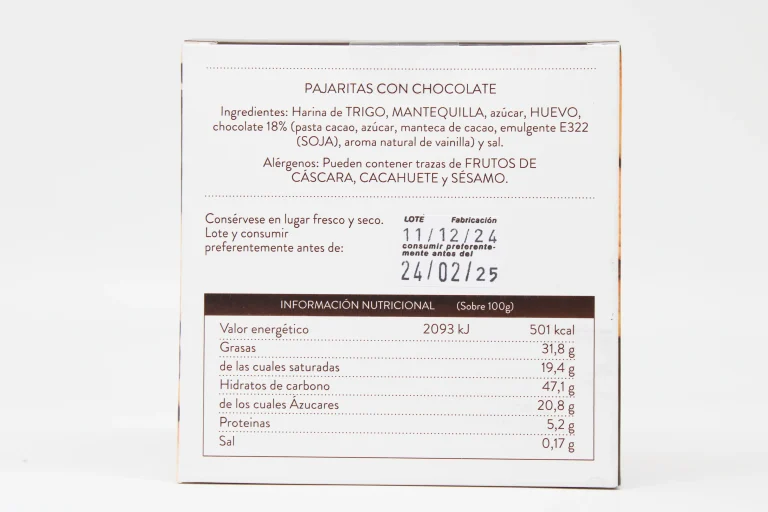 PAJARITAS CON CHOCOLATE
Ingredientes: Harina de TRIGO, MANTEQUILLA, azúcar, HUEVO,
chocolate 18% (pasta cacao, azúcar, manteca de cacao, emulgente E322
(SOJA), aroma natural de vainilla) y sal.
Alérgenos: Pueden contener trazas de FRUTOS DE
CÁSCARA, CACAHUETE y SÉSAMO.
Consérvese en lugar fresco y seco.
Lote y consumir
preferentemente antes de:
LOTE Fabricación
11/12/24
consumir preferente-
mente antes del
24/02/25
INFORMACIÓN NUTRICIONAL (Sobre 100g)
Valor energético 2093 kJ 501 kcal
Grasas 31,8 g
de las cuales saturadas 19,4 g
Hidratos de carbono 47,1 g
de los cuales Ázucares 20,8 g
Proteinas 5,2 g
Sal 0,17 g